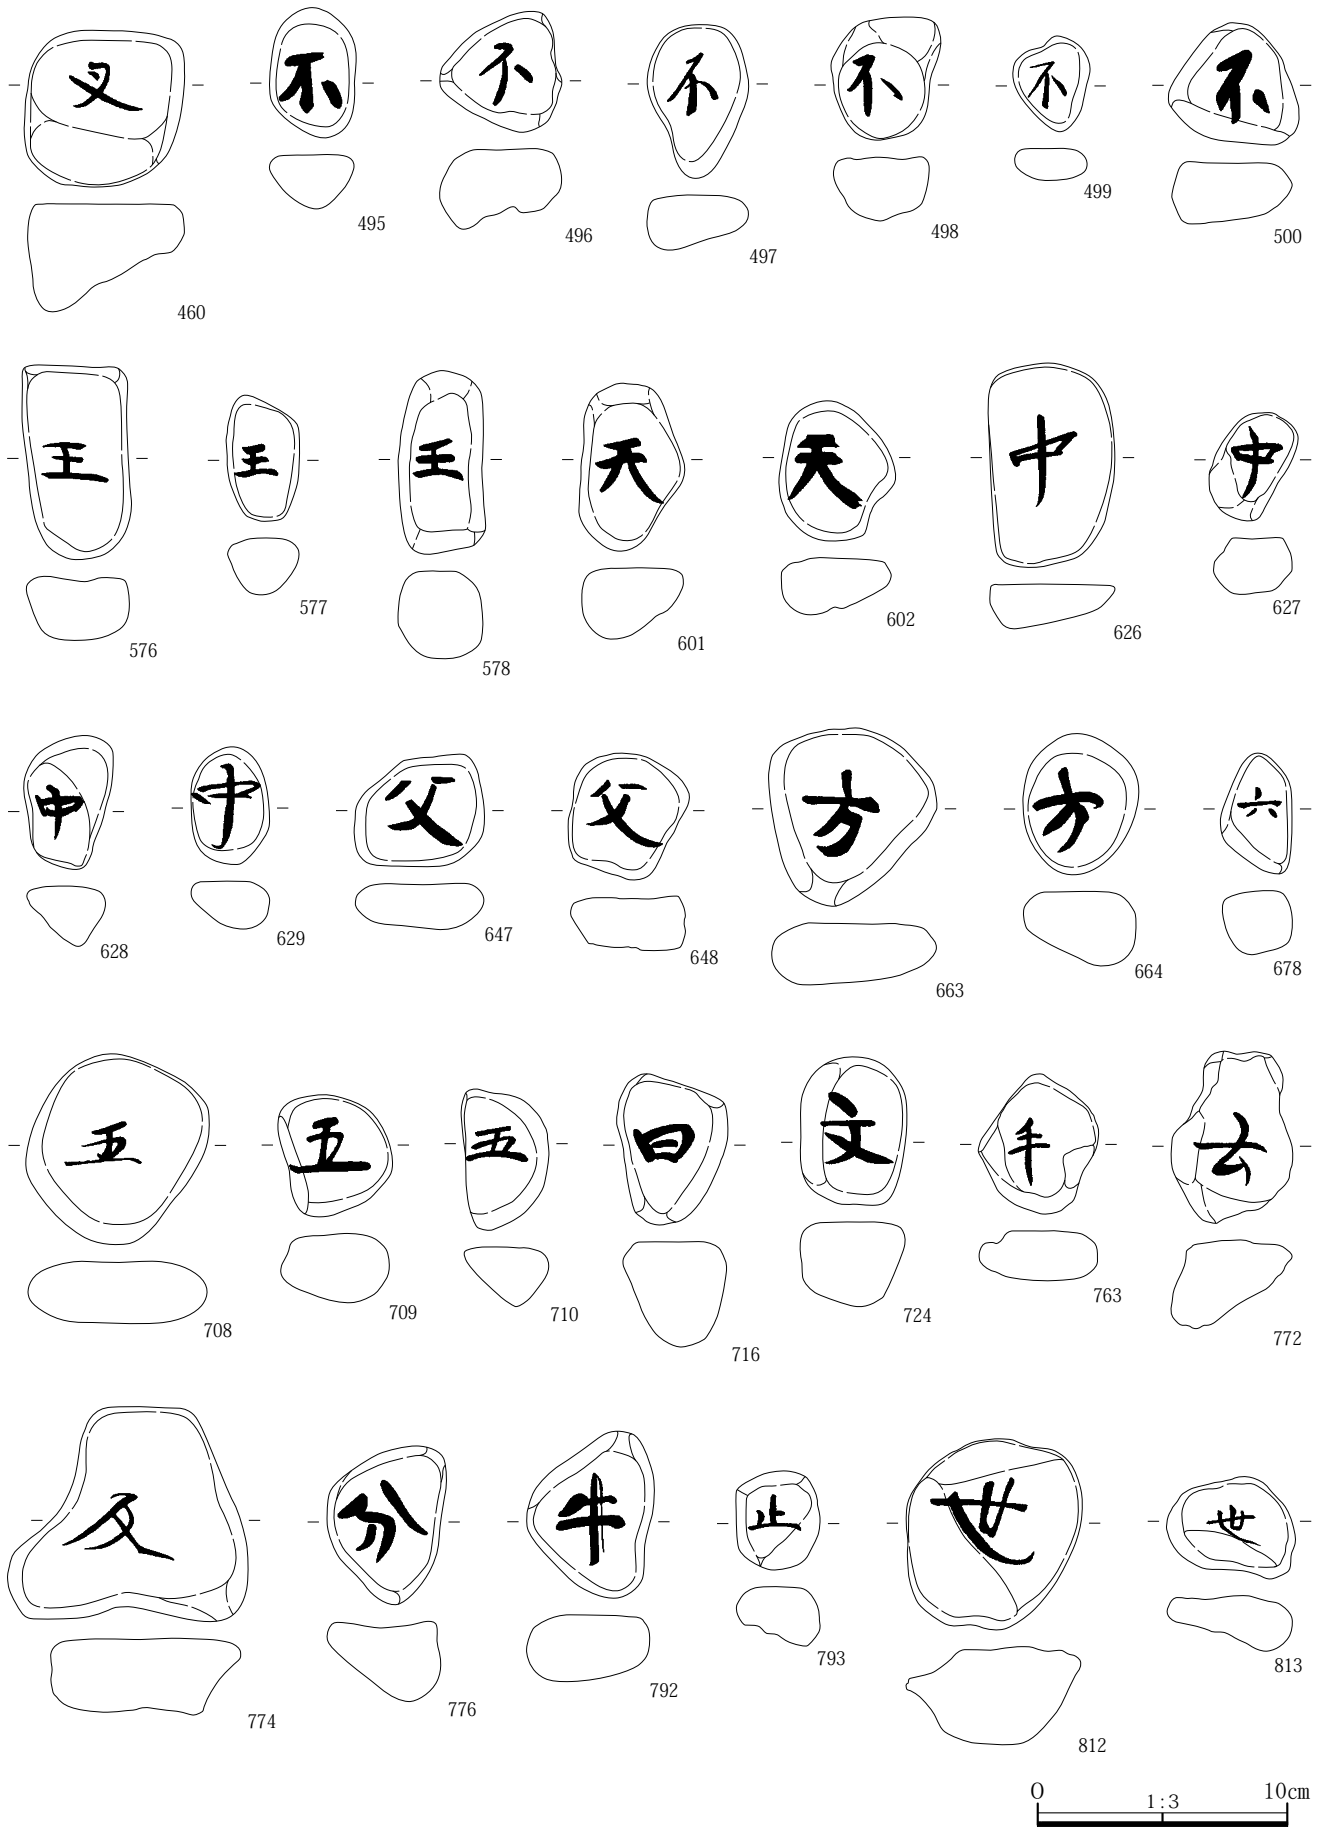 叉 不 不 不 不 不 不
460 495 496 497 498 499 500
王 王 王 天 天 中 中
576 577 578 601 602 626 627
中 中 父 父 方 方 六
628 629 647 648 663 664 678
五 五 五 曰 文 手 去
708 709 710 716 724 763 772
及 分 牛 止 世 世
774 776 792 793 812 813
0 1:3 10cm